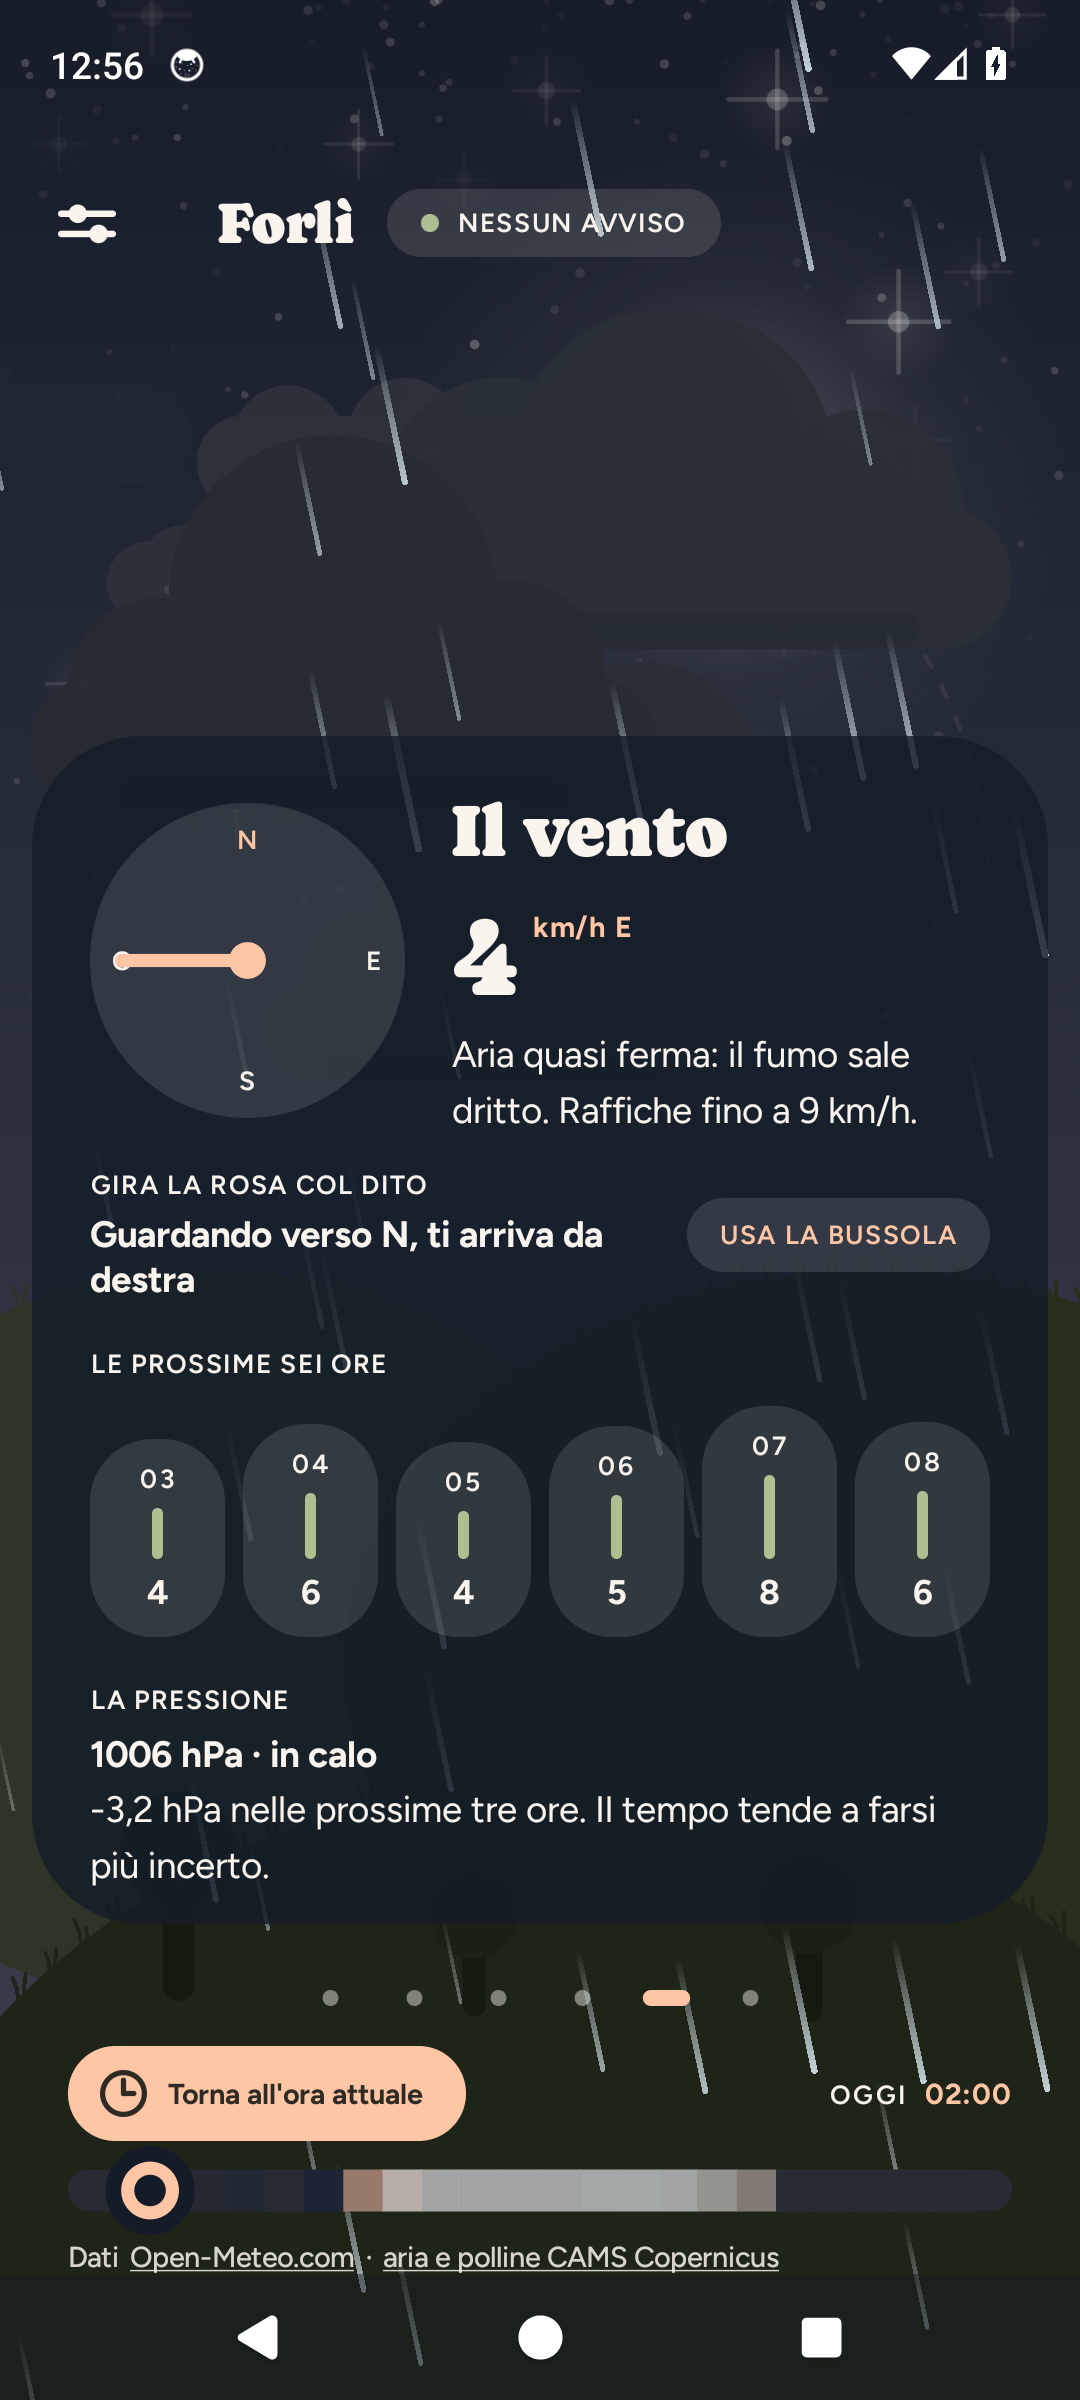 12:56
Forlì
NESSUN AVVISO
N
E
S
Il vento
4 km/h E
Aria quasi ferma: il fumo sale
dritto. Raffiche fino a 9 km/h.
GIRA LA ROSA COL DITO
Guardando verso N, ti arriva da
destra
USA LA BUSSOLA
LE PROSSIME SEI ORE
03 04 05 06 07 08
4 6 4 5 8 6
LA PRESSIONE
1006 hPa · in calo
-3,2 hPa nelle prossime tre ore. Il tempo tende a farsi
più incerto.
Torna all'ora attuale
OGGI 02:00
Dati Open-Meteo.com · aria e polline CAMS Copernicus